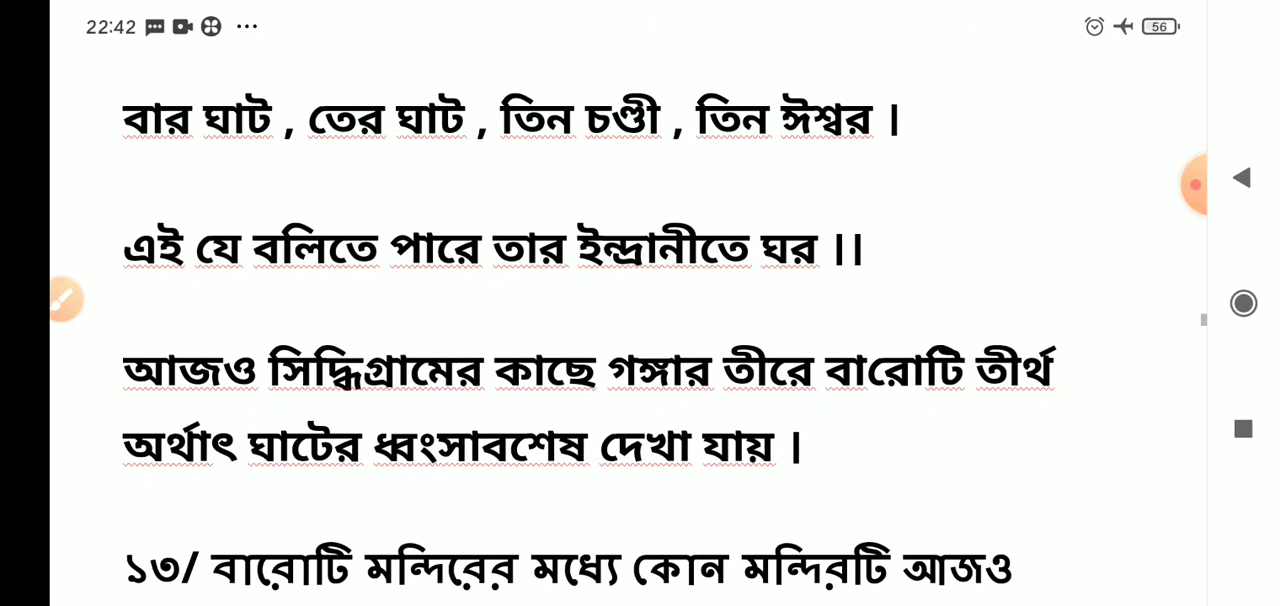 22:42
56
বার ঘাট , তের ঘাট , তিন চণ্ডী , তিন ঈশ্বর ।
এই যে বলিতে পারে তার ইন্দ্রানীতে ঘর ।।
আজও সিদ্ধিগ্রামের কাছে গঙ্গার তীরে বারোটি তীর্থ
অর্থাৎ ঘাটের ধ্বংসাবশেষ দেখা যায় ।
১৩/ বারোটি মন্দিরের মধ্যে কোন মন্দিরটি আজও